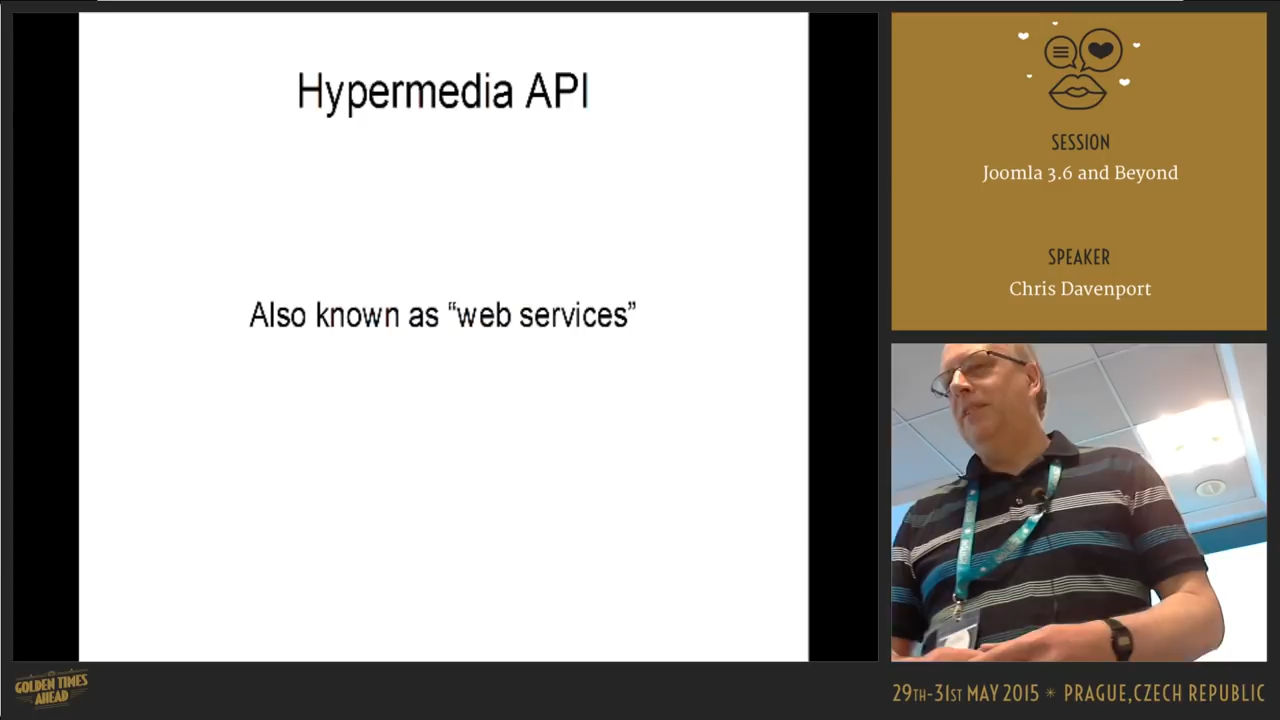 Hypermedia API
Also known as “web services”
SESSION
Joomla 3.6 and Beyond
SPEAKER
Chris Davenport
GOLDEN TIMES
AHEAD
29TH-31ST MAY 2015 * PRAGUE,CZECH REPUBLIC